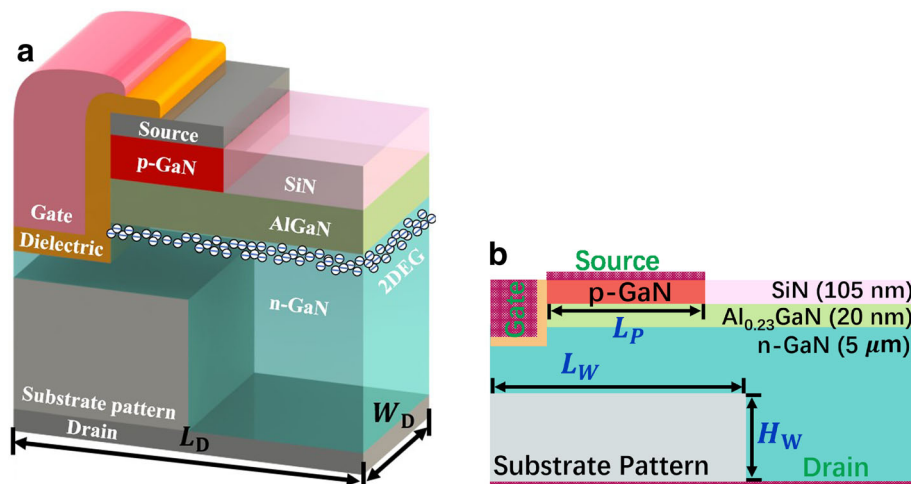 a
Source
p-GaN
SiN
Gate
AlGaN
Dielectric
2DEG
n-GaN
Substrate pattern
Drain
L_D
W_D
b
Source
Gate
p-GaN
SiN (105 nm)
L_P
Al₀.₂₃GaN (20 nm)
n-GaN (5 μm)
L_W
H_W
Substrate Pattern
Drain